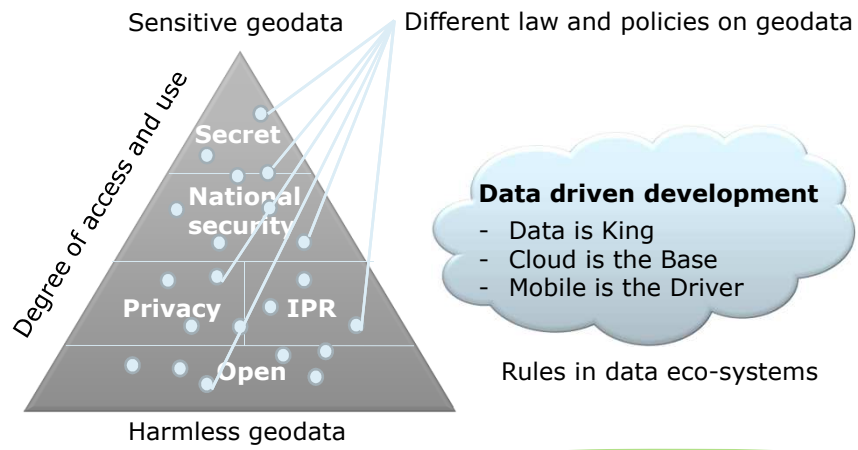 Sensitive geodata
Different law and policies on geodata
Degree of access and use
Secret
National
security
Privacy
IPR
Open
Harmless geodata
Data driven development
- Data is King
- Cloud is the Base
- Mobile is the Driver
Rules in data eco-systems